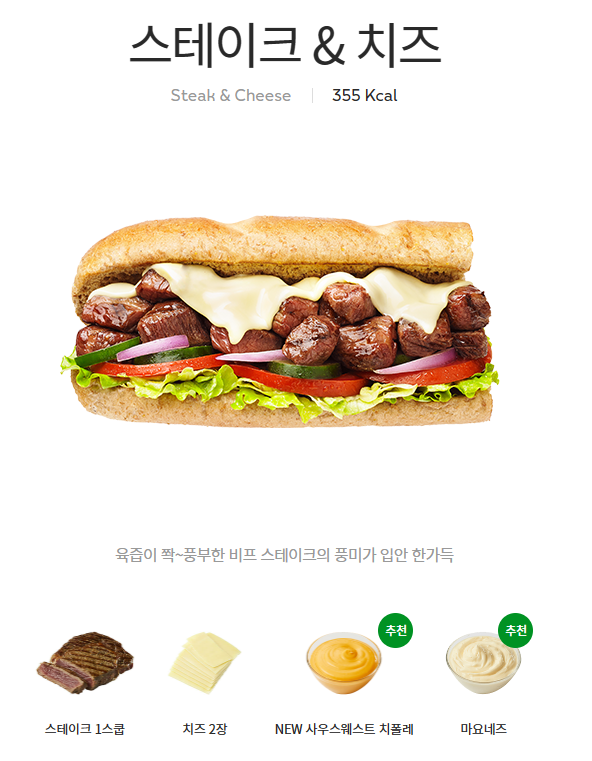 스테이크 & 치즈
Steak & Cheese 355 Kcal
육즙이 쫙~풍부한 비프 스테이크의 풍미가 입안 한가득
추천 추천
스테이크 1스쿱 치즈 2장 NEW 사우스웨스트 치폴레 마요네즈